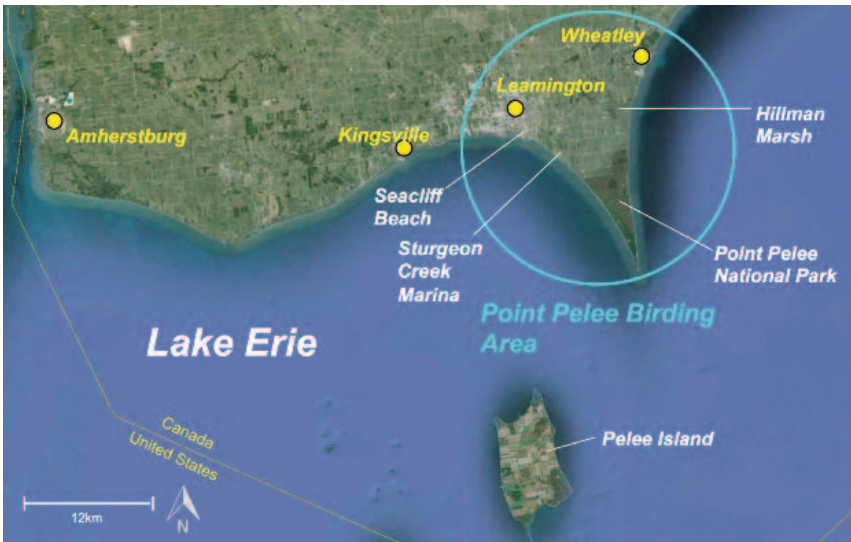 Wheatley
Leamington
Hillman
Marsh
Amherstburg
Kingsville
Seacliff
Beach
Sturgeon
Creek
Marina
Point Pelee
National Park
Point Pelee Birding
Area
Lake Erie
Canada
United States
Pelee Island
12km
N